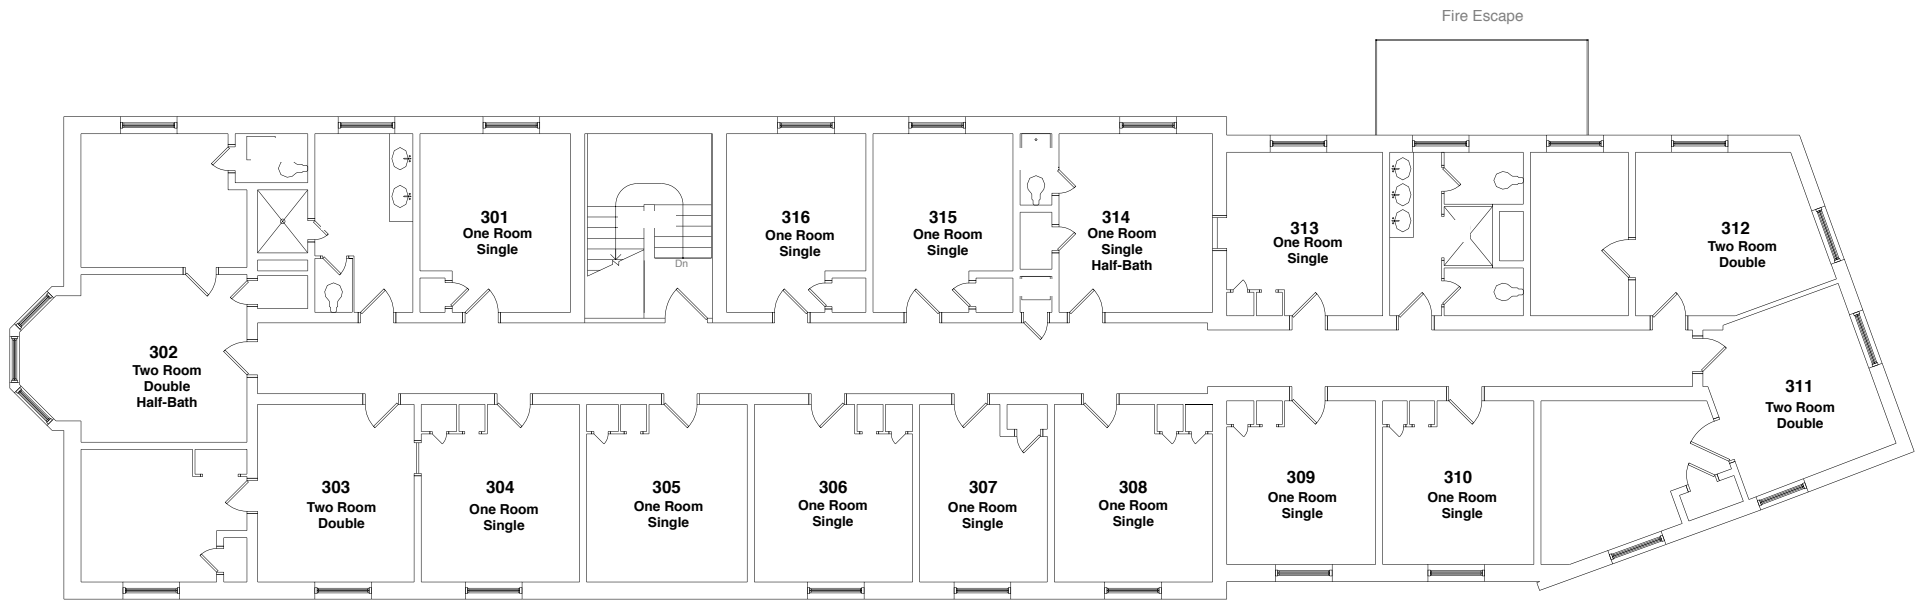 Fire Escape
301
One Room
Single
Dn
316
One Room
Single
315
One Room
Single
314
One Room
Single
Half-Bath
313
One Room
Single
312
Two Room
Double
302
Two Room
Double
Half-Bath
311
Two Room
Double
303
Two Room
Double
304
One Room
Single
305
One Room
Single
306
One Room
Single
307
One Room
Single
308
One Room
Single
309
One Room
Single
310
One Room
Single